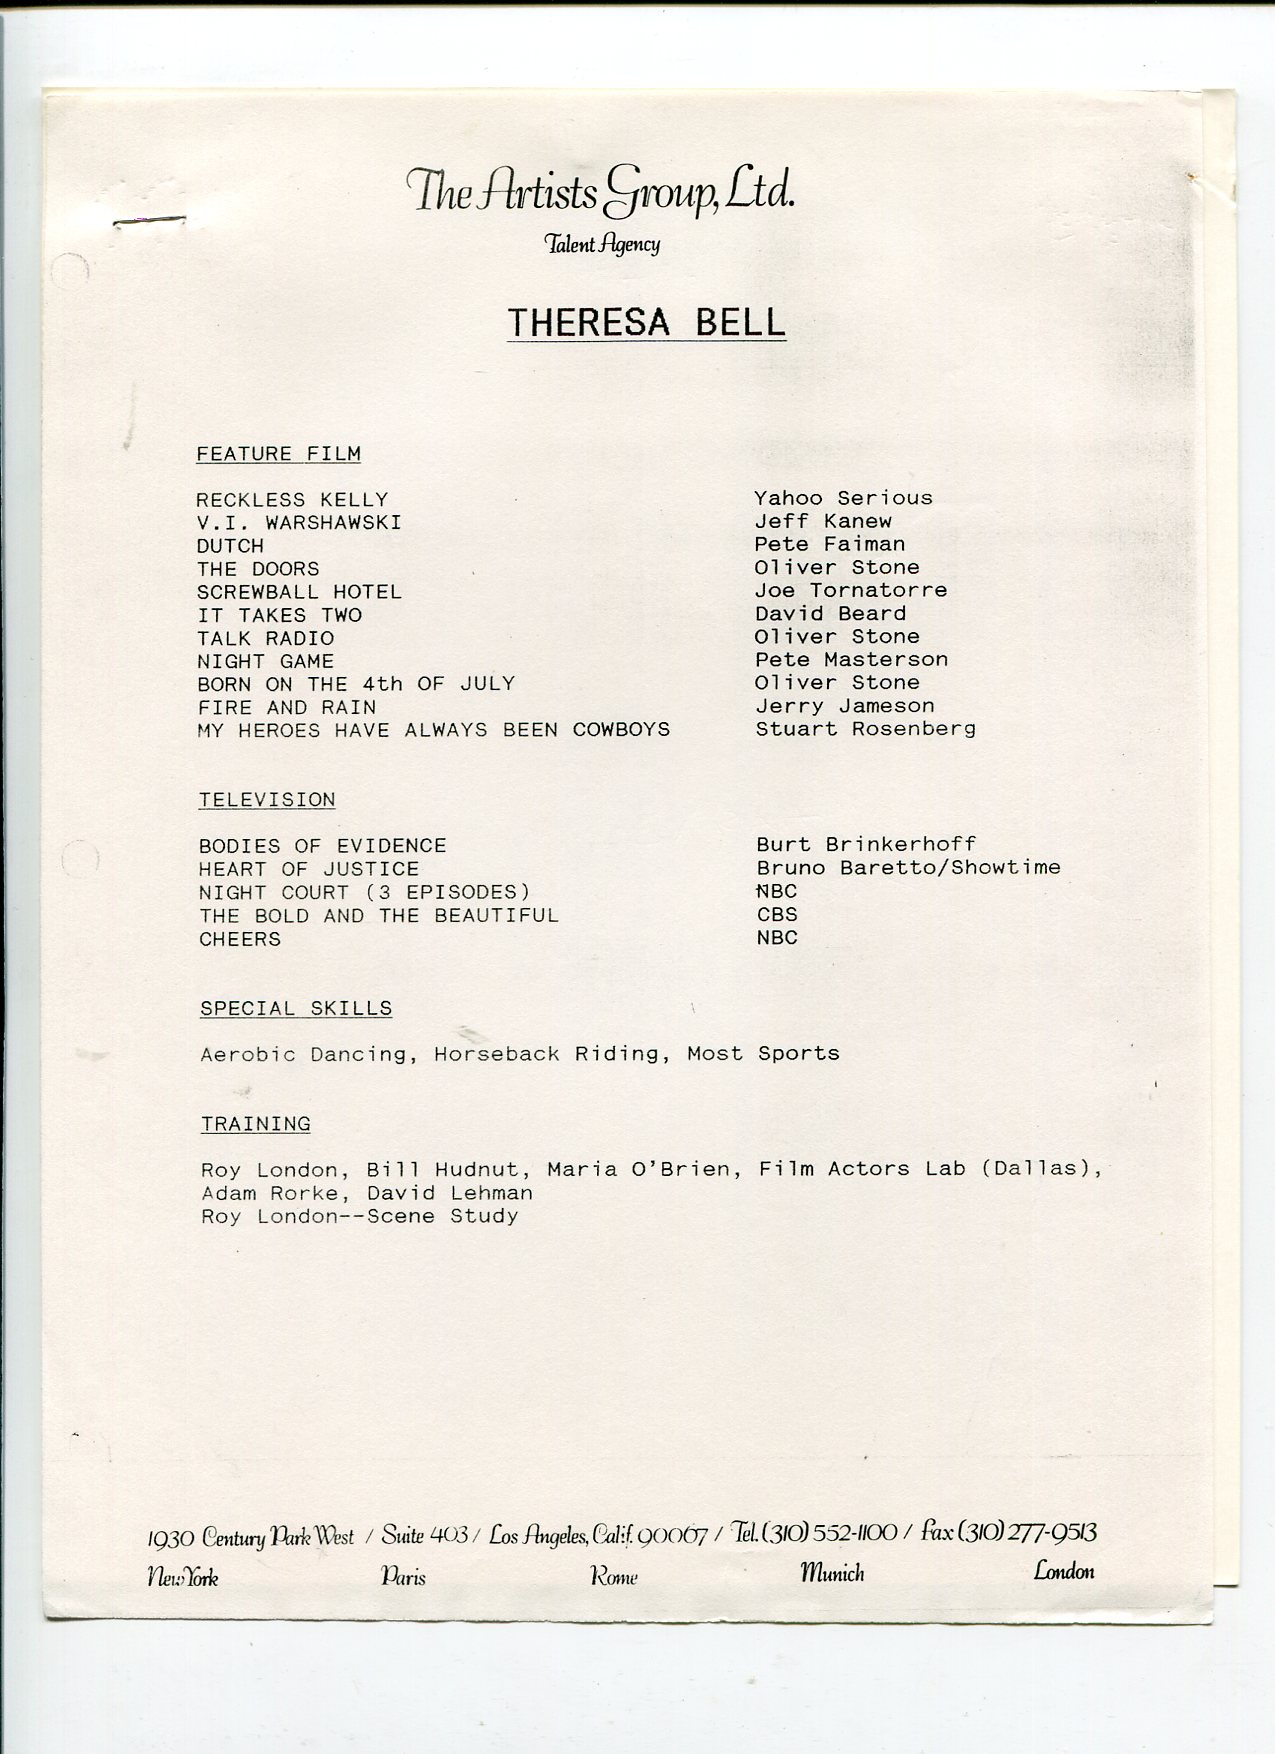 The Artists Group, Ltd.
Talent Agency
THERESA BELL
FEATURE FILM
RECKLESS KELLY Yahoo Serious
V.I. WARSHAWSKI Jeff Kanew
DUTCH Pete Faiman
THE DOORS Oliver Stone
SCREWBALL HOTEL Joe Tornatorre
IT TAKES TWO David Beard
TALK RADIO Oliver Stone
NIGHT GAME Pete Masterson
BORN ON THE 4th OF JULY Oliver Stone
FIRE AND RAIN Jerry Jameson
MY HEROES HAVE ALWAYS BEEN COWBOYS Stuart Rosenberg
TELEVISION
BODIES OF EVIDENCE Burt Brinkerhoff
HEART OF JUSTICE Bruno Baretto/Showtime
NIGHT COURT (3 EPISODES) NBC
THE BOLD AND THE BEAUTIFUL CBS
CHEERS NBC
SPECIAL SKILLS
Aerobic Dancing, Horseback Riding, Most Sports
TRAINING
Roy London, Bill Hudnut, Maria O'Brien, Film Actors Lab (Dallas),
Adam Rorke, David Lehman
Roy London--Scene Study
1930 Century Park West / Suite 403 / Los Angeles, Calif. 90067 / Tel. (310) 552-1100 / Fax (310) 277-9513
New York Paris Rome Munich London